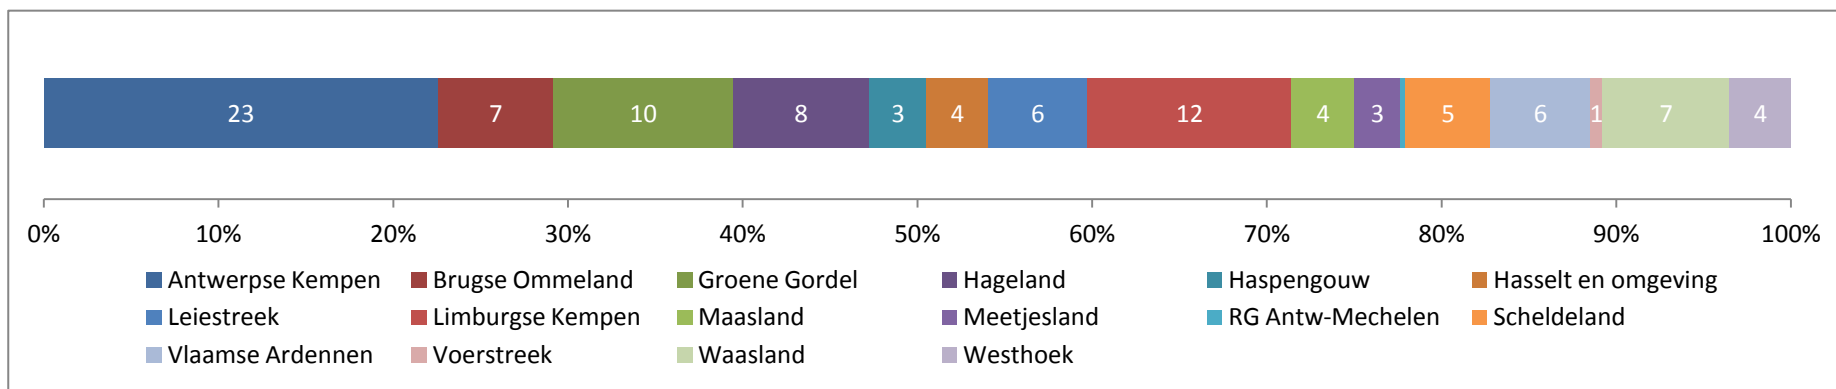 23 7 10 8 3 4 6 12 4 3 5 6 1 7 4
0% 10% 20% 30% 40% 50% 60% 70% 80% 90% 100%
Antwerpse Kempen Brugse Ommeland Groene Gordel Hageland Haspengouw Hasselt en omgeving
Leiestreek Limburgse Kempen Maasland Meetjesland RG Antw-Mechelen Scheldeland
Vlaamse Ardennen Voerstreek Waasland Westhoek